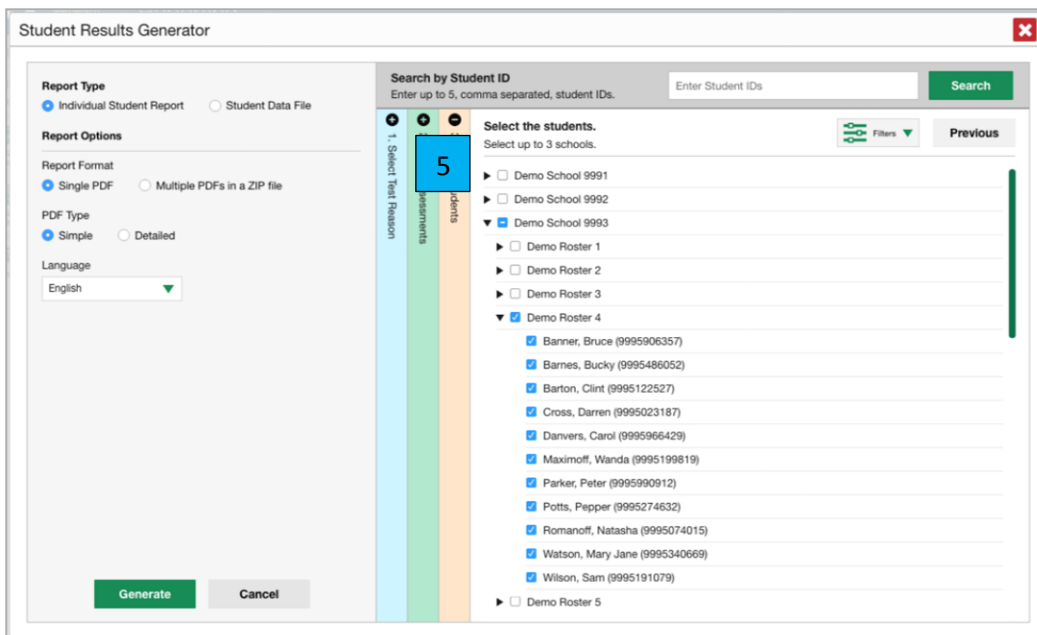 Student Results Generator
Report Type
Individual Student Report Student Data File
Report Options
Report Format
Single PDF Multiple PDFs in a ZIP file
PDF Type
Simple Detailed
Language
English
Generate Cancel
Search by Student ID
Enter up to 5, comma separated, student IDs.
Enter Student IDs
Search
1. Select Test Reason
5
Select the students.
Select up to 3 schools.
Filters
Previous
Demo School 9991
Demo School 9992
Demo School 9993
Demo Roster 1
Demo Roster 2
Demo Roster 3
Demo Roster 4
Banner, Bruce (9995906357)
Barnes, Bucky (9995486052)
Barton, Clint (9995122527)
Cross, Darren (9995023187)
Danvers, Carol (9995966429)
Maximoff, Wanda (9995199819)
Parker, Peter (9995990912)
Potts, Pepper (9995274632)
Romanoff, Natasha (9995074015)
Watson, Mary Jane (9995340669)
Wilson, Sam (9995191079)
Demo Roster 5